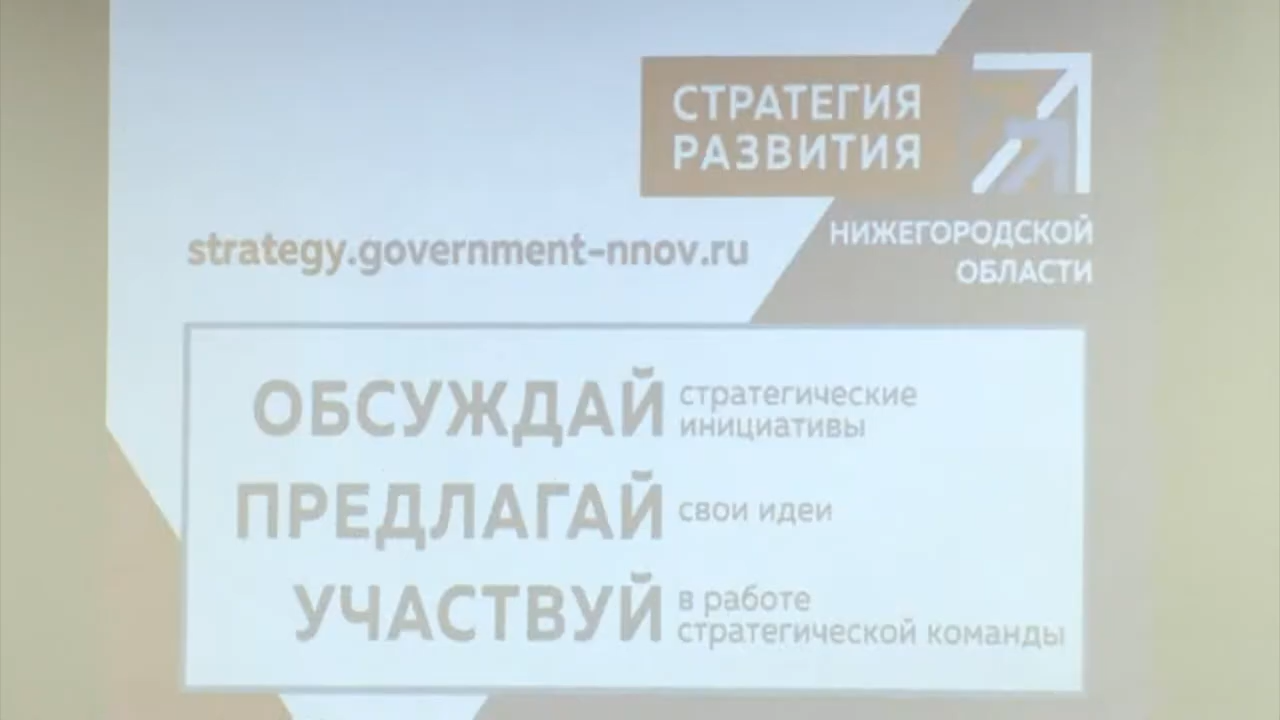 СТРАТЕГИЯ
РАЗВИТИЯ
НИЖЕГОРОДСКОЙ
ОБЛАСТИ
strategy.government-nnov.ru
ОБСУЖДАЙ стратегические
инициативы
ПРЕДЛАГАЙ свои идеи
УЧАСТВУЙ в работе
стратегической команды